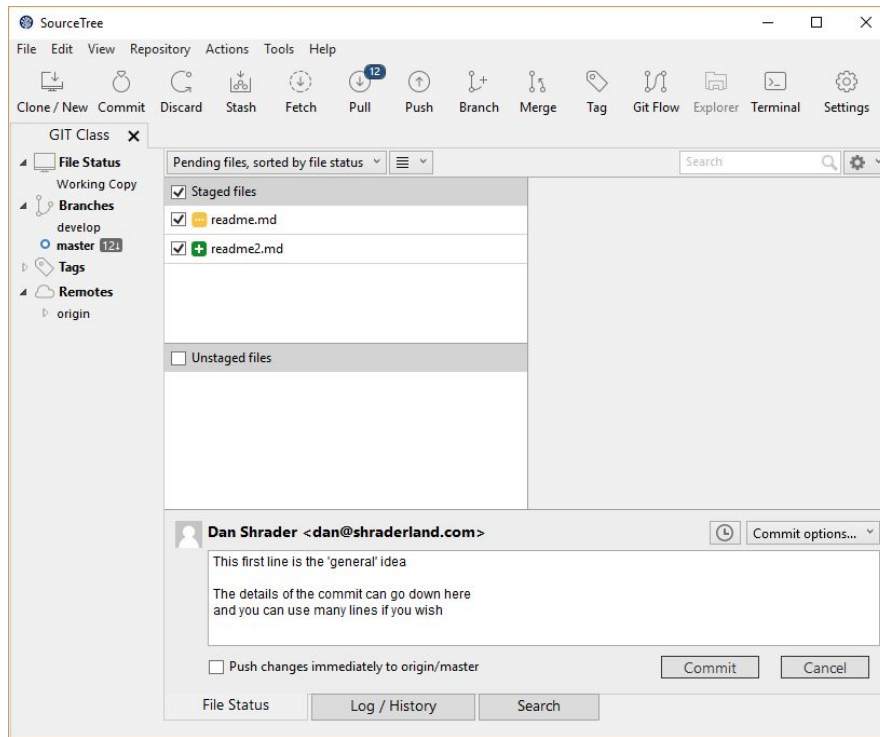 SourceTree
File Edit View Repository Actions Tools Help
12
Clone / New Commit Discard Stash Fetch Pull Push Branch Merge Tag Git Flow Explorer Terminal Settings
GIT Class
File Status
Working Copy
Branches
develop
master 12↓
Tags
Remotes
origin
Pending files, sorted by file status
Search
Staged files
readme.md
readme2.md
Unstaged files
Dan Shrader <dan@shraderland.com>
Commit options...
This first line is the 'general' idea
The details of the commit can go down here
and you can use many lines if you wish
Push changes immediately to origin/master
Commit Cancel
File Status Log / History Search